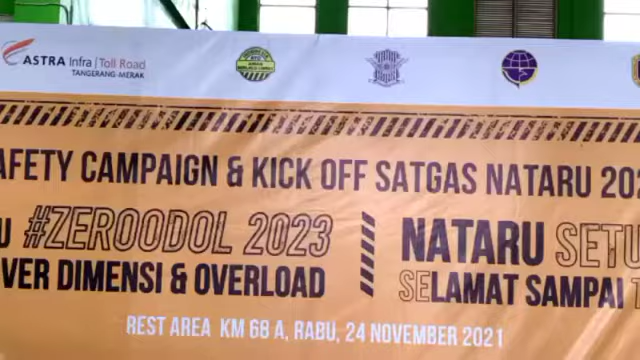 ASTRA Infra | Toll Road
TANGERANG-MERAK
AFETY CAMPAIGN & KICK OFF SATGAS NATARU 202
U #ZEROODOL 2023
VER DIMENSI & OVERLOAD
NATARU SETU
SELAMAT SAMPAI T
REST AREA KM 68 A, RABU, 24 NOVEMBER 2021